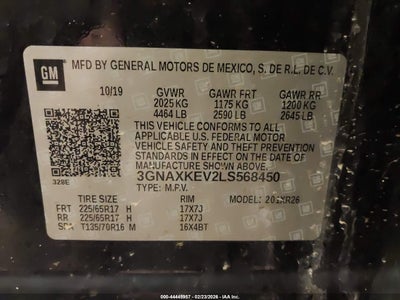 GM
MFD BY GENERAL MOTORS DE MEXICO, S. DE R.L. DE C.V.
10/19 GVWR GAWR FRT GAWR RR
2025 KG 1175 KG 1200 KG
4464 LB 2590 LB 2645 LB
THIS VEHICLE CONFORMS TO ALL
APPLICABLE U.S. FEDERAL MOTOR
VEHICLE SAFETY AND THEFT PREVENTION
STANDARDS IN EFFECT ON THE DATE OF
MANUFACTURE SHOWN ABOVE.
3GNAXKEV2LS568450
328E TYPE: M.P.V.
TIRE SIZE RIM MODEL:
FRT 225/65R17 H 17X7J
RR 225/65R17 H 17X7J
SPA T135/70R16 M 16X4BT
000-44445967 - 02/23/2026 - IAA Inc.